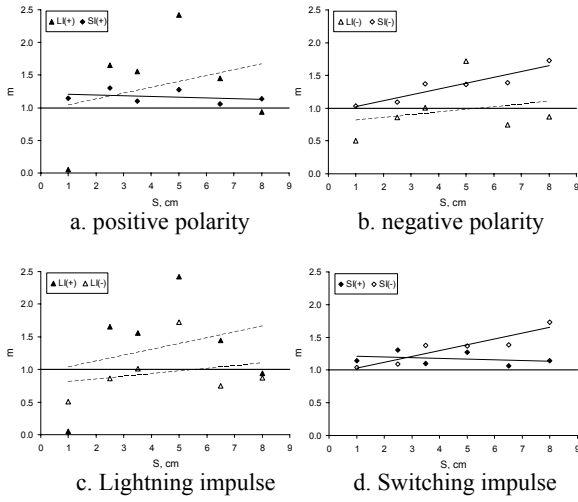 LI(+) SI(+)
2.5
2.0
1.5
m
1.0
0.5
0.0
0 1 2 3 4 5 6 7 8 9
S, cm
a. positive polarity
LI(-) SI(-)
2.5
2.0
1.5
m
1.0
0.5
0.0
0 1 2 3 4 5 6 7 8 9
S, cm
b. negative polarity
LI(+) LI(-)
2.5
2.0
1.5
m
1.0
0.5
0.0
0 1 2 3 4 5 6 7 8 9
S, cm
c. Lightning impulse
SI(+) SI(-)
2.5
2.0
1.5
m
1.0
0.5
0.0
0 1 2 3 4 5 6 7 8 9
S, cm
d. Switching impulse